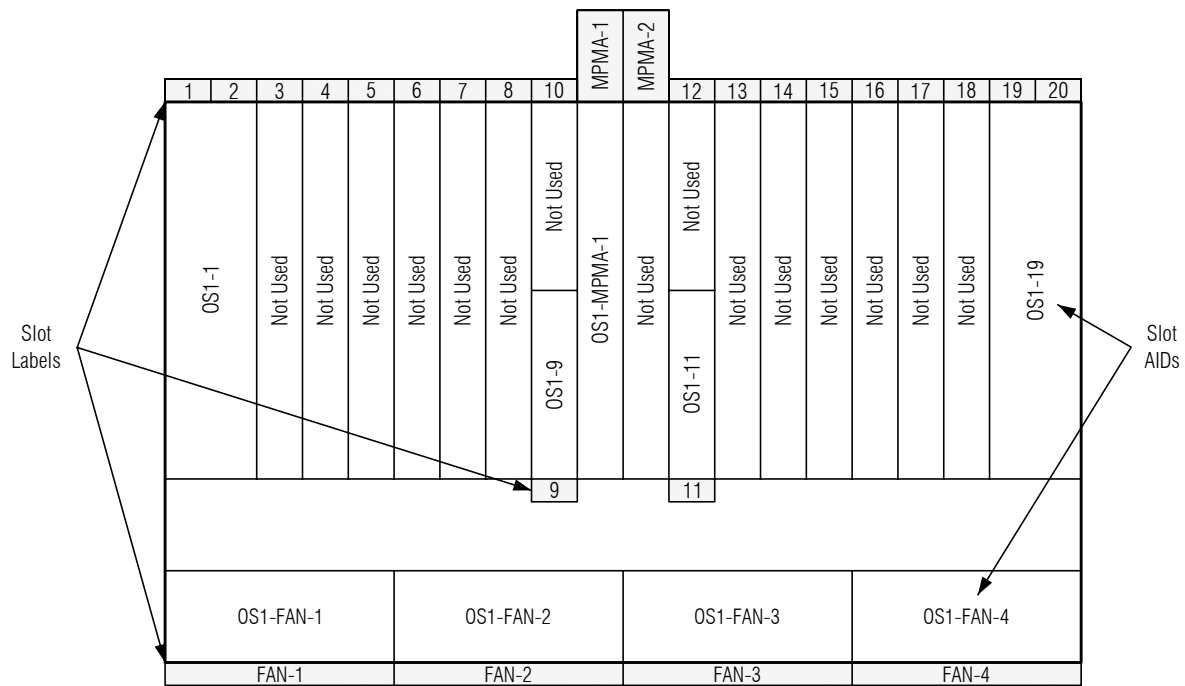 MPMA-1 MPMA-2
1 2 3 4 5 6 7 8 10 12 13 14 15 16 17 18 19 20
OS1-1
Not Used
Not Used
Not Used
Not Used
Not Used
Not Used
Not Used
OS1-9
OS1-MPMA-1
Not Used
Not Used
OS1-11
Not Used
Not Used
Not Used
Not Used
Not Used
Not Used
OS1-19
Slot
Labels
Slot
AIDs
9 11
OS1-FAN-1 OS1-FAN-2 OS1-FAN-3 OS1-FAN-4
FAN-1 FAN-2 FAN-3 FAN-4